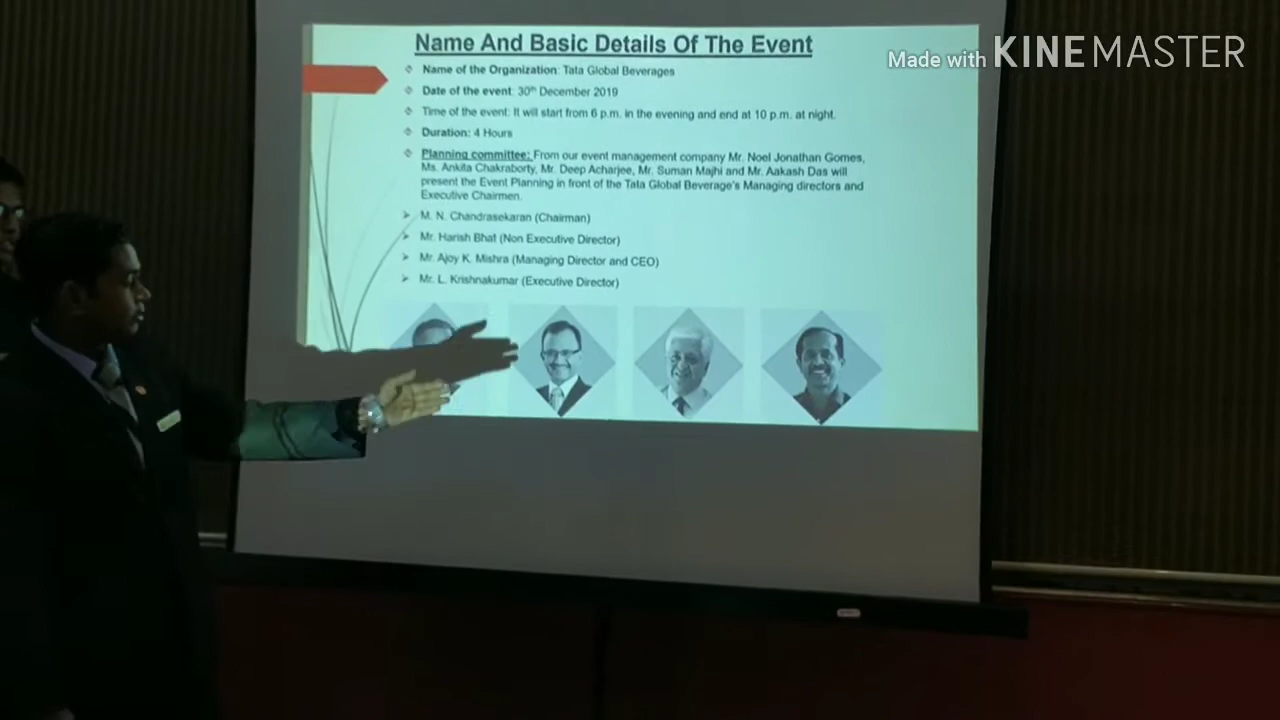 Name And Basic Details Of The Event
Made with KINEMASTER
Name of the Organization: Tata Global Beverages
Date of the event: 30th December 2019
Time of the event: It will start from 6 p.m. in the evening and end at 10 p.m. at night.
Duration: 4 Hours
Planning committee: From our event management company Mr. Noel Jonathan Gomes,
Ms. Ankita Chakraborty, Mr. Deep Acharjee, Mr. Suman Majhi and Mr. Aakash Das will
present the Event Planning in front of the Tata Global Beverage's Managing directors and
Executive Chairmen.
M. N. Chandrasekaran (Chairman)
Mr. Harish Bhat (Non Executive Director)
Mr. Ajoy K. Mishra (Managing Director and CEO)
Mr. L. Krishnakumar (Executive Director)